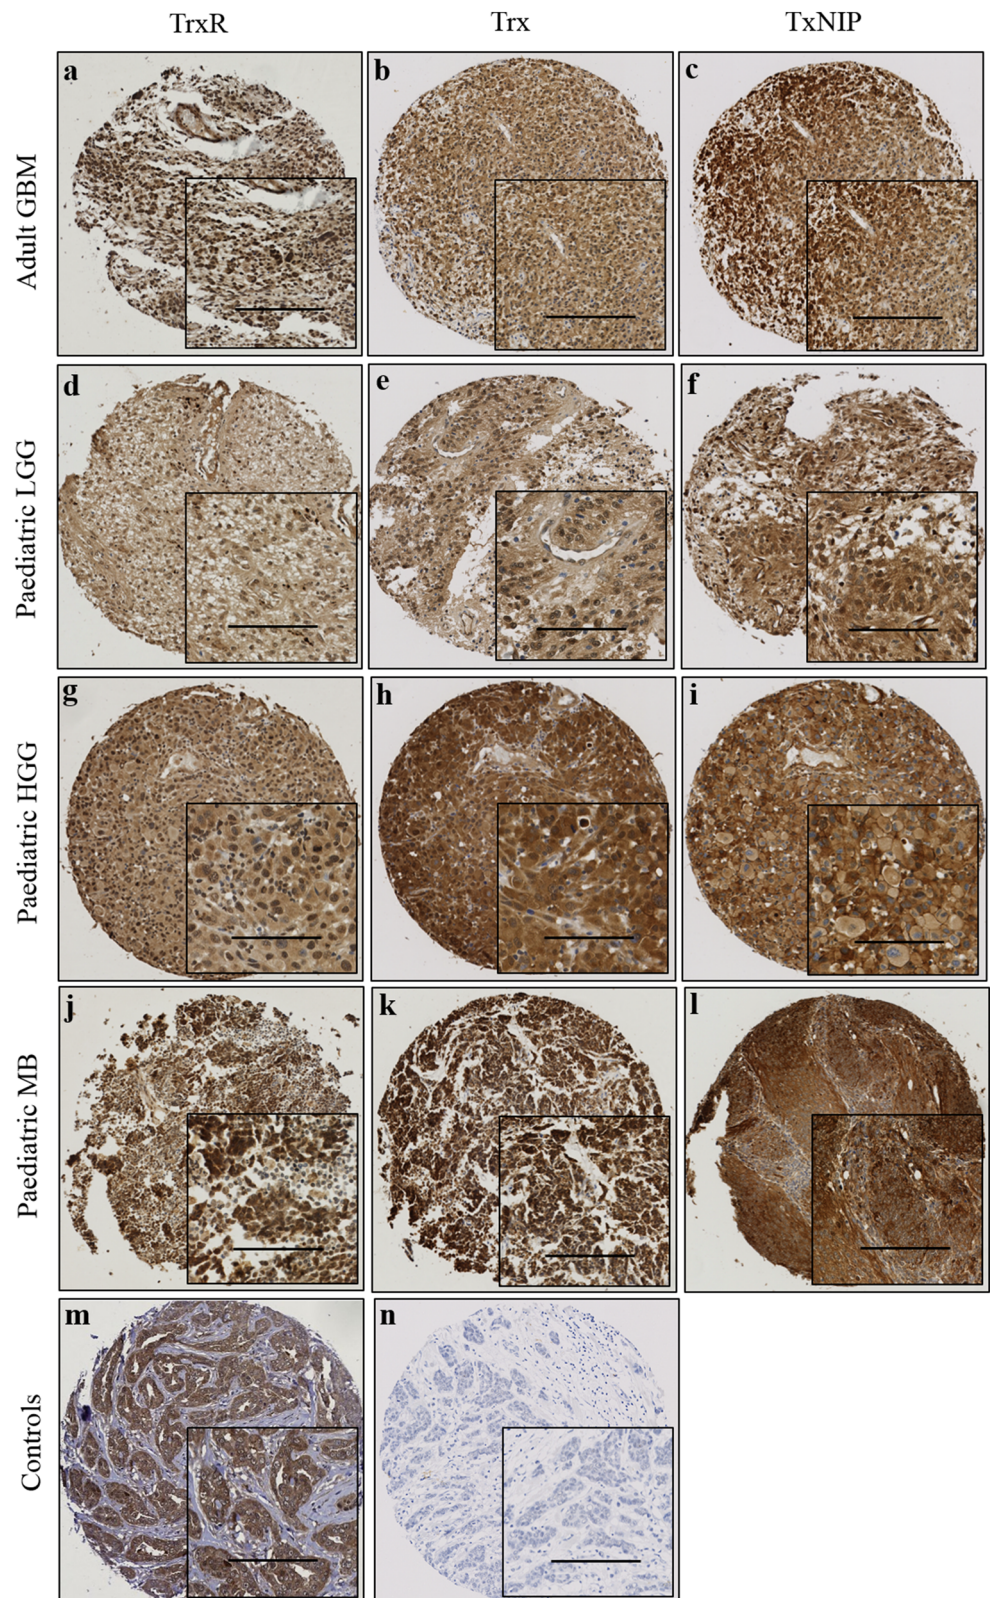 TrxR Trx TxNIP
Adult GBM
a b c
Paediatric LGG
d e f
Paediatric HGG
g h i
Paediatric MB
j k l
Controls
m n